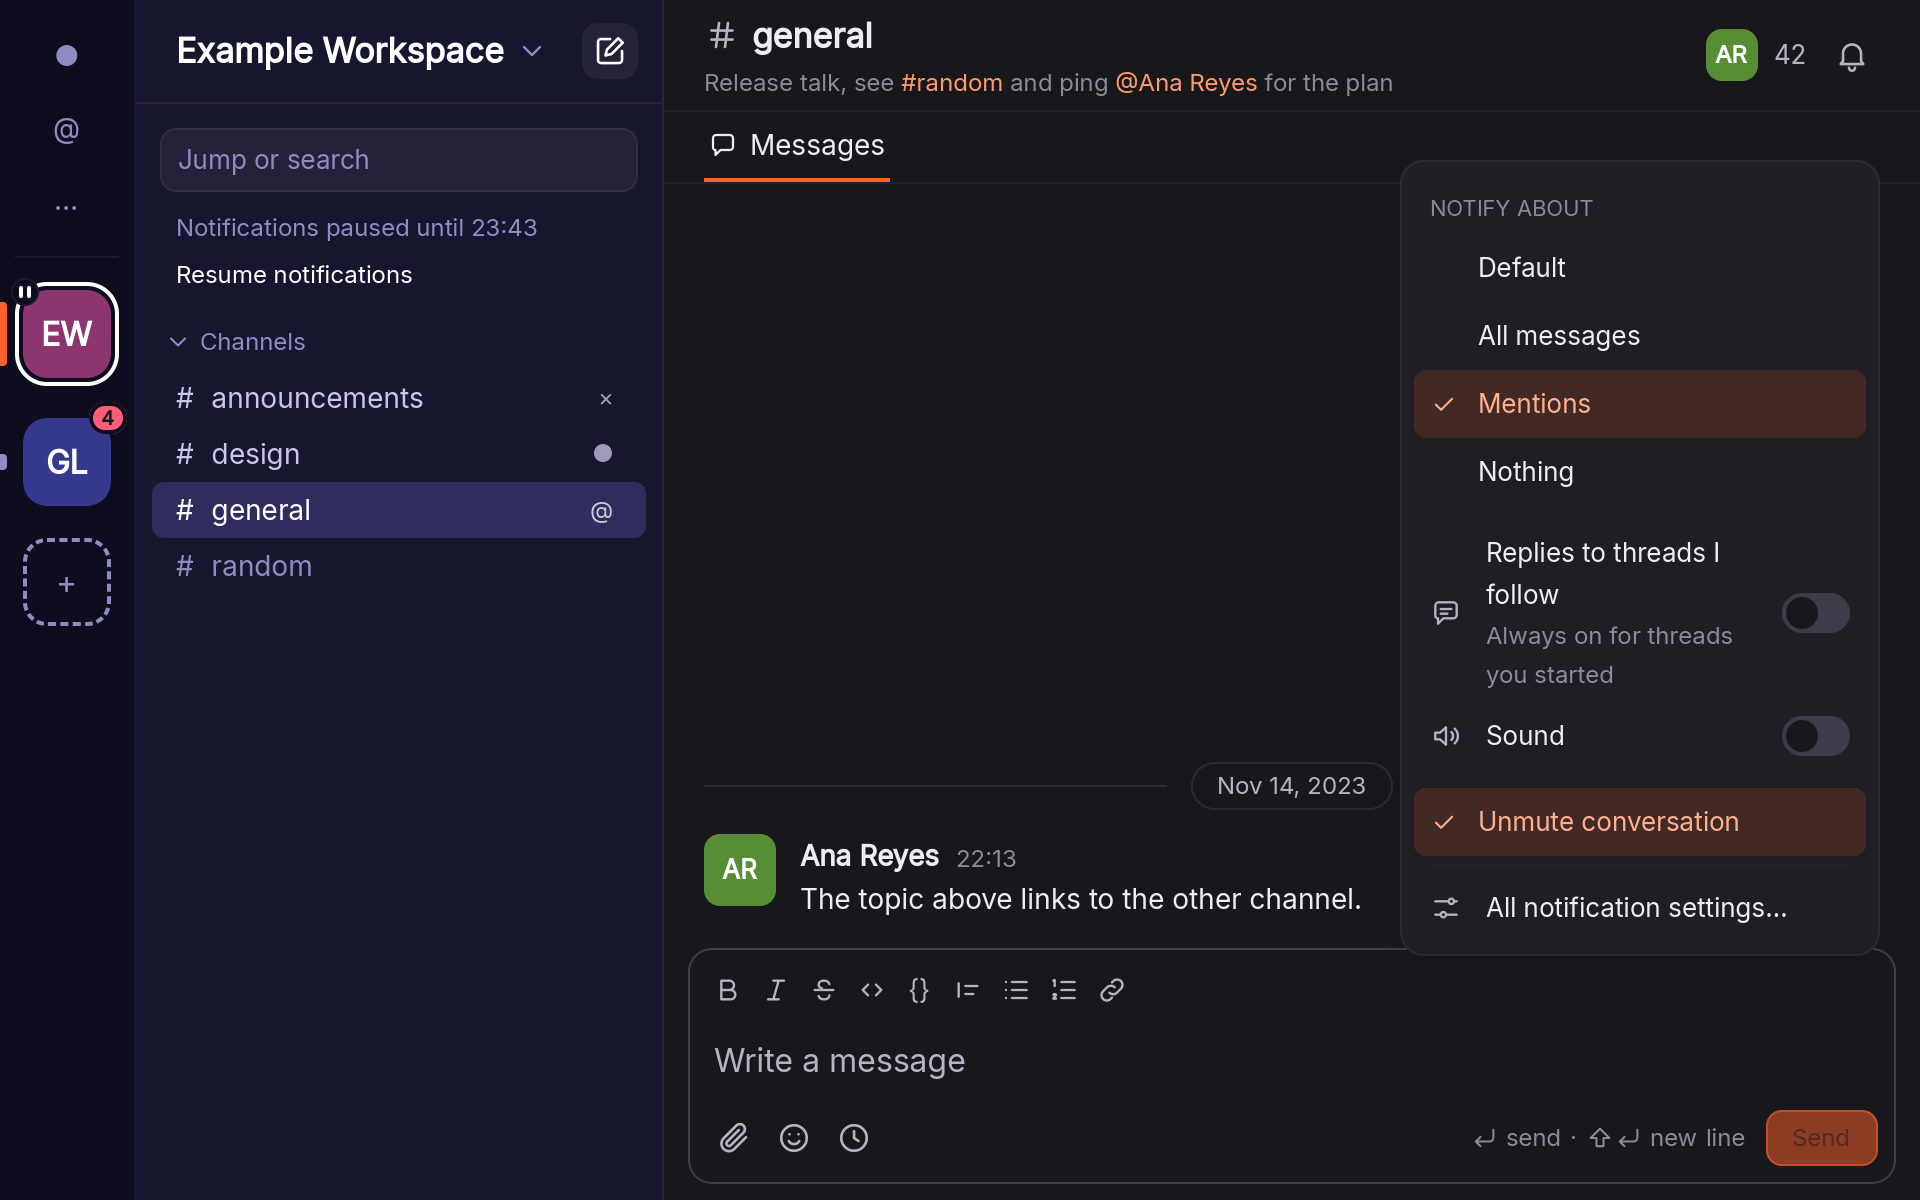 @
...
EW
4
GL
+
Example Workspace
Jump or search
Notifications paused until 23:43
Resume notifications
Channels
# announcements ×
# design
# general @
# random
# general
Release talk, see #random and ping @Ana Reyes for the plan
AR 42
Messages
NOTIFY ABOUT
Default
All messages
Mentions
Nothing
Replies to threads I
follow
Always on for threads
you started
Sound
Unmute conversation
All notification settings...
Nov 14, 2023
AR
Ana Reyes 22:13
The topic above links to the other channel.
Write a message
send · new line
Send